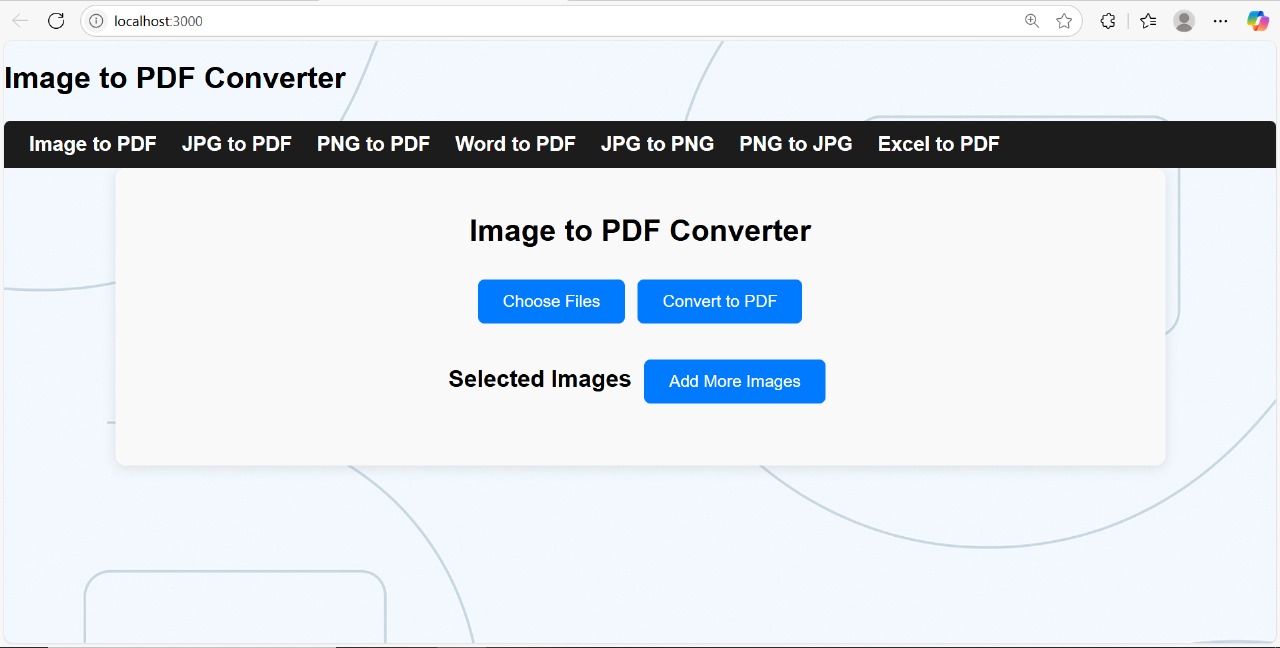 localhost:3000
Image to PDF Converter
Image to PDF JPG to PDF PNG to PDF Word to PDF JPG to PNG PNG to JPG Excel to PDF
Image to PDF Converter
Choose Files Convert to PDF
Selected Images Add More Images